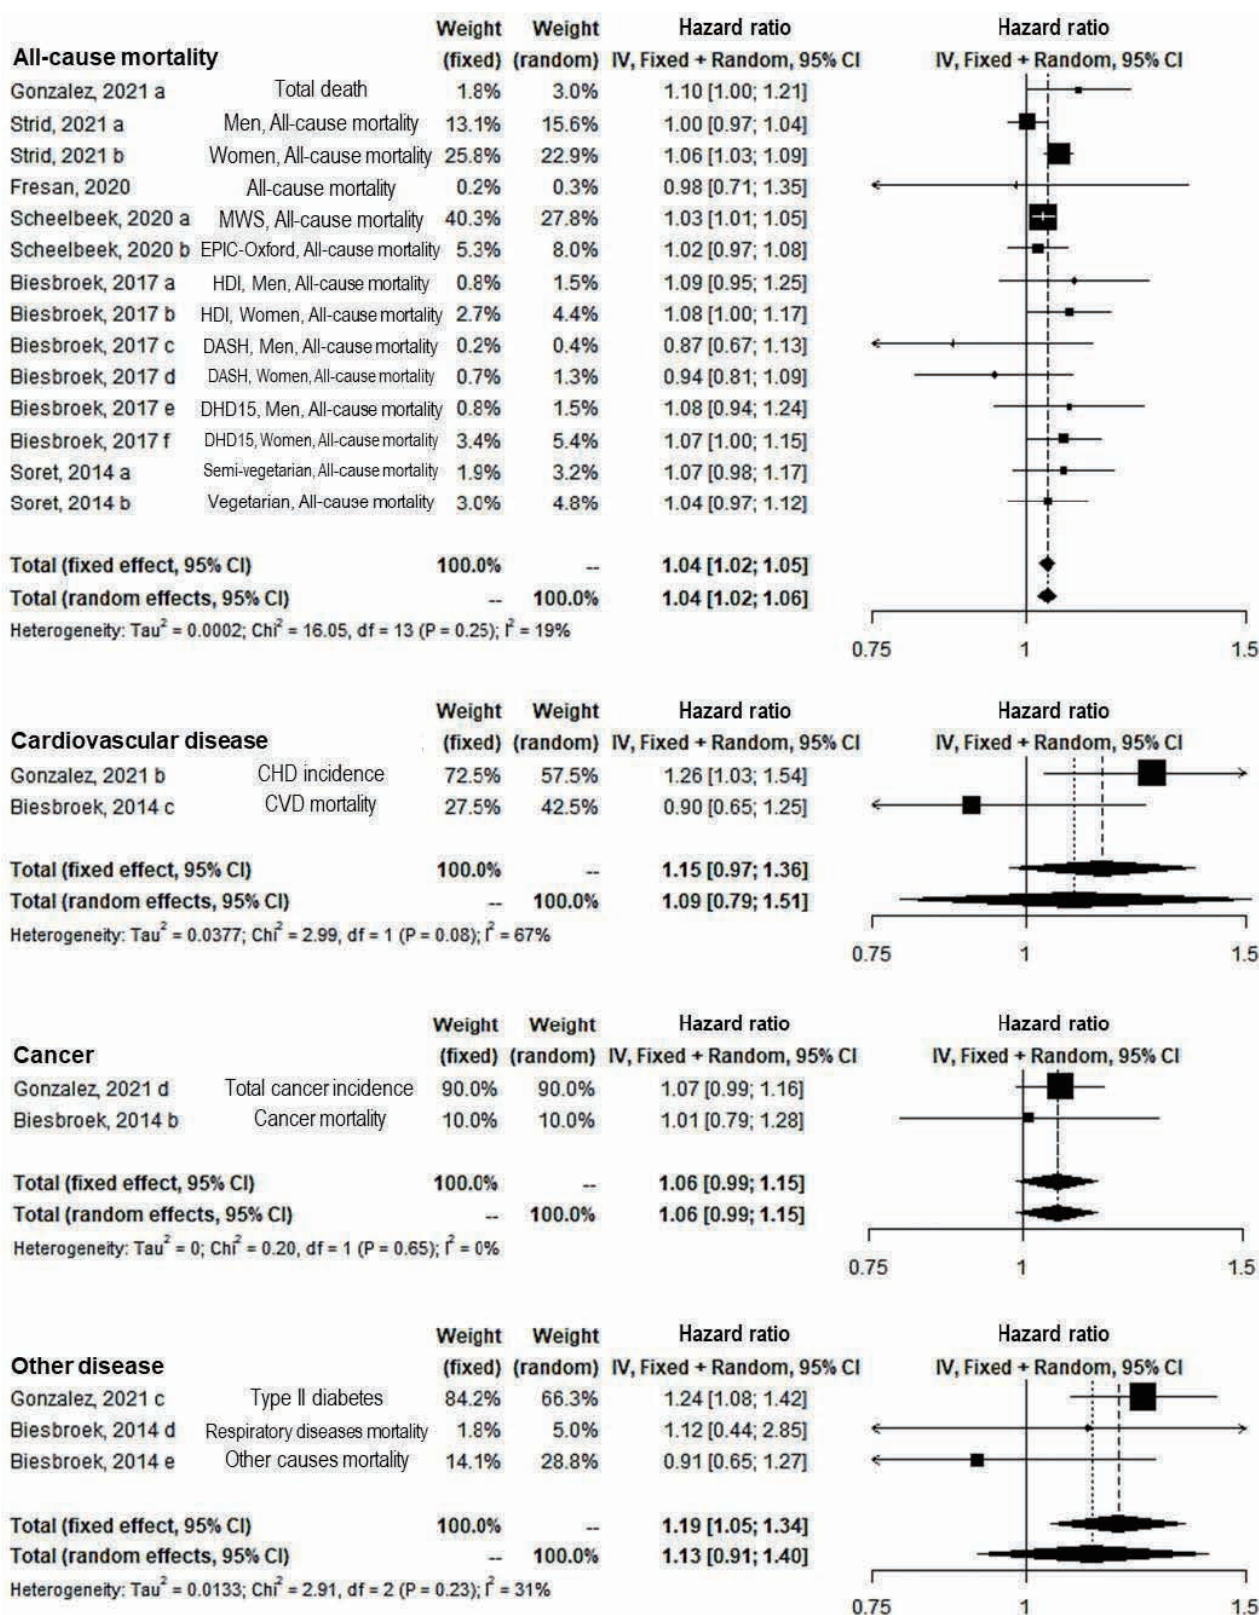 Weight Weight Hazard ratio Hazard ratio
All-cause mortality (fixed) (random) IV, Fixed + Random, 95% CI IV, Fixed + Random, 95% CI
Gonzalez, 2021 a Total death 1.8% 3.0% 1.10 [1.00; 1.21]
Strid, 2021 a Men, All-cause mortality 13.1% 15.6% 1.00 [0.97; 1.04]
Strid, 2021 b Women, All-cause mortality 25.8% 22.9% 1.06 [1.03; 1.09]
Fresan, 2020 All-cause mortality 0.2% 0.3% 0.98 [0.71; 1.35]
Scheelbeek, 2020 a MWS, All-cause mortality 40.3% 27.8% 1.03 [1.01; 1.05]
Scheelbeek, 2020 b EPIC-Oxford, All-cause mortality 5.3% 8.0% 1.02 [0.97; 1.08]
Biesbroek, 2017 a HDI, Men, All-cause mortality 0.8% 1.5% 1.09 [0.95; 1.25]
Biesbroek, 2017 b HDI, Women, All-cause mortality 2.7% 4.4% 1.08 [1.00; 1.17]
Biesbroek, 2017 c DASH, Men, All-cause mortality 0.2% 0.4% 0.87 [0.67; 1.13]
Biesbroek, 2017 d DASH, Women, All-cause mortality 0.7% 1.3% 0.94 [0.81; 1.09]
Biesbroek, 2017 e DHD15, Men, All-cause mortality 0.8% 1.5% 1.08 [0.94; 1.24]
Biesbroek, 2017 f DHD15, Women, All-cause mortality 3.4% 5.4% 1.07 [1.00; 1.15]
Soret, 2014 a Semi-vegetarian, All-cause mortality 1.9% 3.2% 1.07 [0.98; 1.17]
Soret, 2014 b Vegetarian, All-cause mortality 3.0% 4.8% 1.04 [0.97; 1.12]
Total (fixed effect, 95% CI) 100.0% -- 1.04 [1.02; 1.05]
Total (random effects, 95% CI) -- 100.0% 1.04 [1.02; 1.06]
Heterogeneity: Tau² = 0.0002; Chi² = 16.05, df = 13 (P = 0.25); I² = 19%
0.75 1 1.5
Weight Weight Hazard ratio Hazard ratio
Cardiovascular disease (fixed) (random) IV, Fixed + Random, 95% CI IV, Fixed + Random, 95% CI
Gonzalez, 2021 b CHD incidence 72.5% 57.5% 1.26 [1.03; 1.54]
Biesbroek, 2014 c CVD mortality 27.5% 42.5% 0.90 [0.65; 1.25]
Total (fixed effect, 95% CI) 100.0% -- 1.15 [0.97; 1.36]
Total (random effects, 95% CI) -- 100.0% 1.09 [0.79; 1.51]
Heterogeneity: Tau² = 0.0377; Chi² = 2.99, df = 1 (P = 0.08); I² = 67%
0.75 1 1.5
Weight Weight Hazard ratio Hazard ratio
Cancer (fixed) (random) IV, Fixed + Random, 95% CI IV, Fixed + Random, 95% CI
Gonzalez, 2021 d Total cancer incidence 90.0% 90.0% 1.07 [0.99; 1.16]
Biesbroek, 2014 b Cancer mortality 10.0% 10.0% 1.01 [0.79; 1.28]
Total (fixed effect, 95% CI) 100.0% -- 1.06 [0.99; 1.15]
Total (random effects, 95% CI) -- 100.0% 1.06 [0.99; 1.15]
Heterogeneity: Tau² = 0; Chi² = 0.20, df = 1 (P = 0.65); I² = 0%
0.75 1 1.5
Weight Weight Hazard ratio Hazard ratio
Other disease (fixed) (random) IV, Fixed + Random, 95% CI IV, Fixed + Random, 95% CI
Gonzalez, 2021 c Type II diabetes 84.2% 66.3% 1.24 [1.08; 1.42]
Biesbroek, 2014 d Respiratory diseases mortality 1.8% 5.0% 1.12 [0.44; 2.85]
Biesbroek, 2014 e Other causes mortality 14.1% 28.8% 0.91 [0.65; 1.27]
Total (fixed effect, 95% CI) 100.0% -- 1.19 [1.05; 1.34]
Total (random effects, 95% CI) -- 100.0% 1.13 [0.91; 1.40]
Heterogeneity: Tau² = 0.0133; Chi² = 2.91, df = 2 (P = 0.23); I² = 31%
0.75 1 1.5